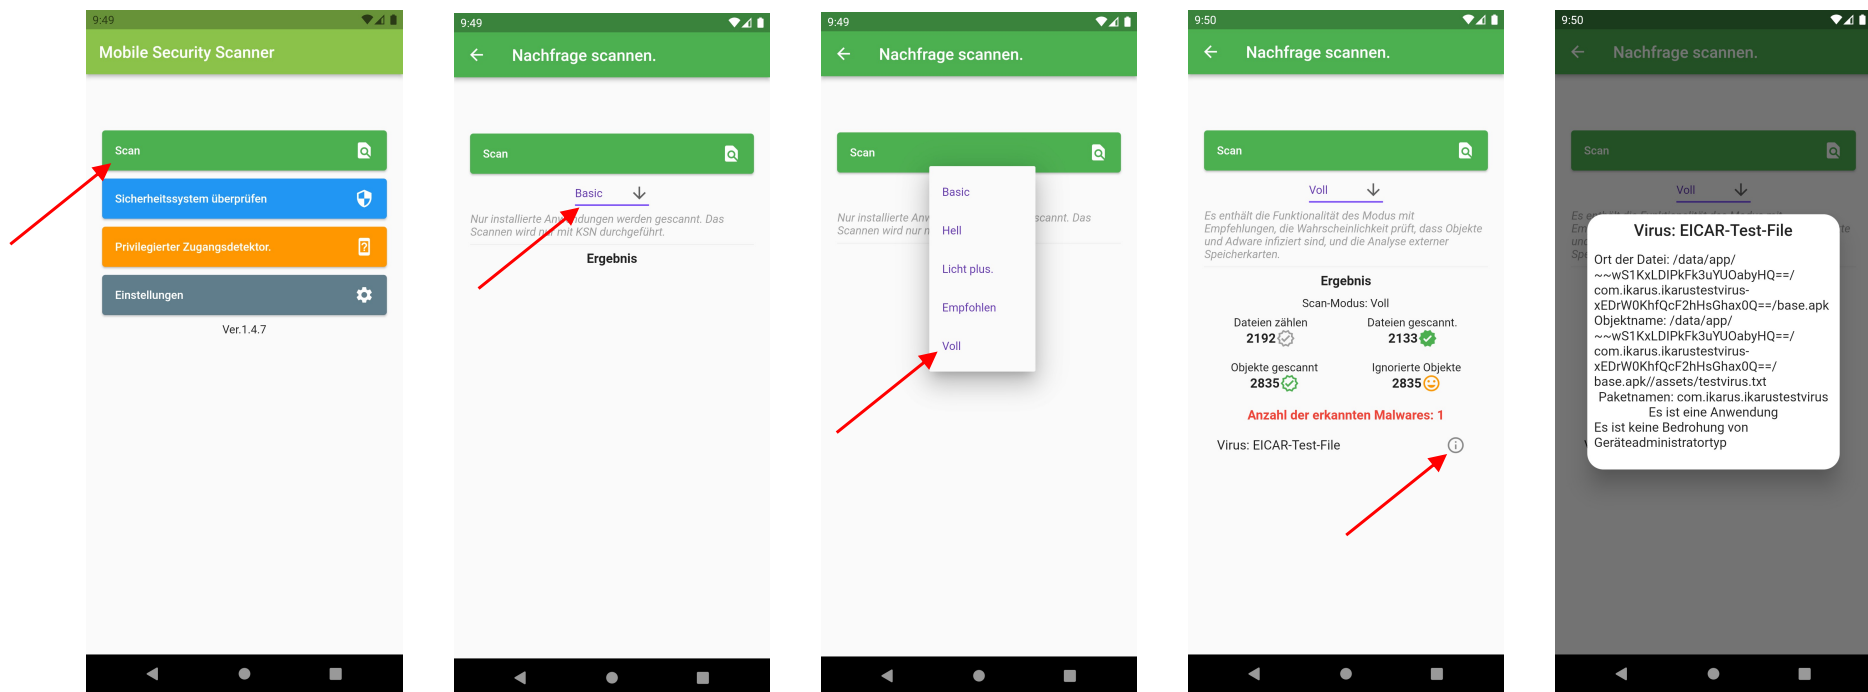 9:49
Mobile Security Scanner
Scan
Sicherheitssystem überprüfen
Privilegierter Zugangsdetektor.
Einstellungen
Ver.1.4.7
9:49
Nachfrage scannen.
Scan
Basic
Nur installierte Anwendungen werden gescannt. Das
Scannen wird nur mit KSN durchgeführt.
Ergebnis
9:49
Nachfrage scannen.
Scan
Basic
Nur installierte Anw scannt. Das
Scannen wird nur n
Hell
Licht plus.
Empfohlen
Voll
9:50
Nachfrage scannen.
Scan
Voll
Es enthält die Funktionalität des Modus mit
Empfehlungen, die Wahrscheinlichkeit prüft, dass Objekte
und Adware infiziert sind, und die Analyse externer
Speicherkarten.
Ergebnis
Scan-Modus: Voll
Dateien zählen Dateien gescannt.
2192 2133
Objekte gescannt Ignorierte Objekte
2835 2835
Anzahl der erkannten Malwares: 1
Virus: EICAR-Test-File
9:50
Nachfrage scannen.
Scan
Voll
Virus: EICAR-Test-File
Ort der Datei: /data/app/
~~wS1KxLDIPkFk3uYUOabyHQ==/
com.ikarus.ikarustestvirus-
xEDrW0KhfQcF2hHsGhax0Q==/base.apk
Objektname: /data/app/
~~wS1KxLDIPkFk3uYUOabyHQ==/
com.ikarus.ikarustestvirus-
xEDrW0KhfQcF2hHsGhax0Q==/
base.apk//assets/testvirus.txt
Paketnamen: com.ikarus.ikarustestvirus
Es ist eine Anwendung
Es ist keine Bedrohung von
Geräteadministratortyp